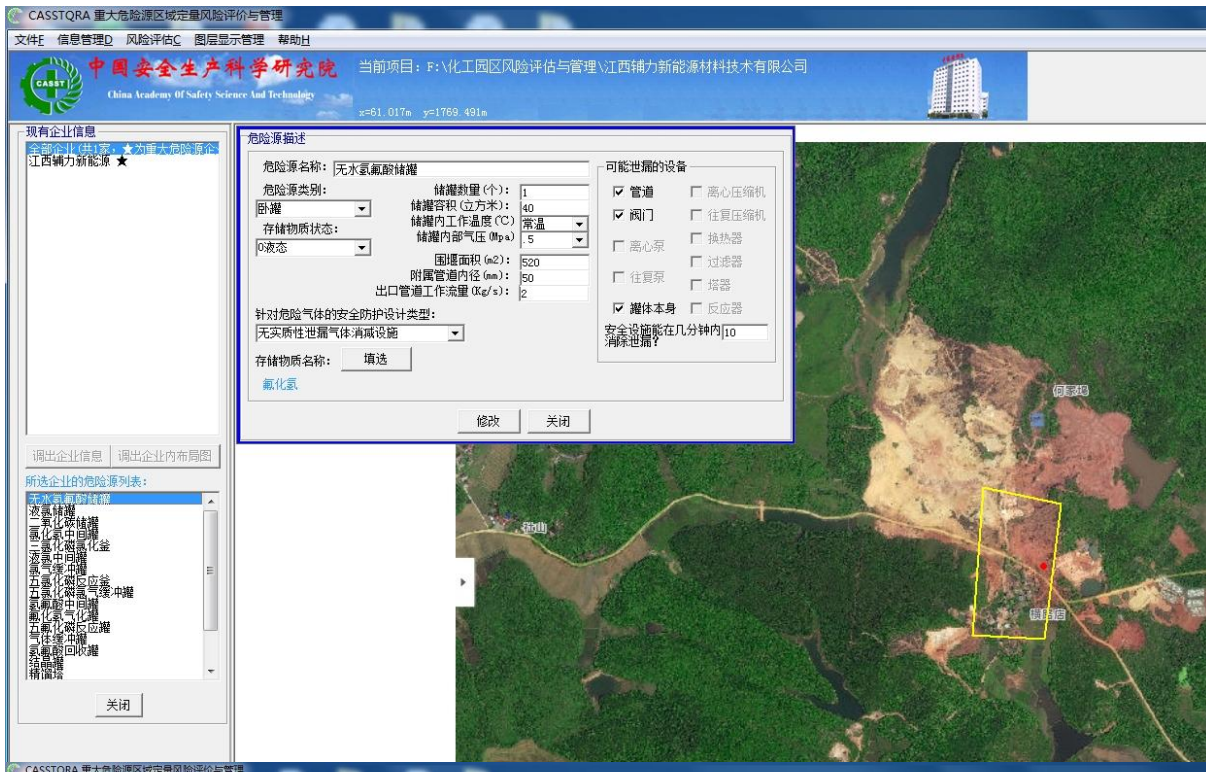 CASSTQRA 重大危险源区域定量风险评价与管理
文件F 信息管理D 风险评估C 图层显示管理 帮助H
CASST
中国安全生产科学研究院
China Academy Of Safety Science And Technology
当前项目：F:\化工园区风险评估与管理\江西辅力新能源材料技术有限公司
x=61.017m y=1769.491m
现有企业信息
全部企业(共1家，★为重大危险源企
江西辅力新能源 ★
调出企业信息 调出企业内布局图
所选企业的危险源列表：
无水氢氟酸储罐
液氯储罐
二氧化碳储罐
氯化氢中间罐
三氯化磷氯化釜
液氯中间罐
氯气缓冲罐
五氯化磷反应釜
五氯化磷氯气缓冲罐
氢氟酸中间罐
氟化氢气化罐
五氟化磷反应罐
气体缓冲罐
氢氟酸回收罐
结晶罐
精馏塔
关闭
危险源描述
危险源名称：无水氢氟酸储罐
危险源类别：
卧罐
存储物质状态：
0液态
储罐数量(个)：1
储罐容积(立方米)：40
储罐内工作温度(℃) 常温
储罐内部气压(Mpa) .5
围堰面积(m2)：520
附属管道内径(mm)：50
出口管道工作流量(Kg/s)：2
针对危险气体的安全防护设计类型：
无实质性泄漏气体消减设施
存储物质名称： 填选
氟化氢
可能泄漏的设备
管道 离心压缩机
阀门 往复压缩机
离心泵 换热器
过滤器
往复泵 塔器
罐体本身 反应器
安全设施能在几分钟内消除泄漏？ 10
修改 关闭
何家坞
横路店
CASSTQRA 重大危险源区域定量风险评价与管理